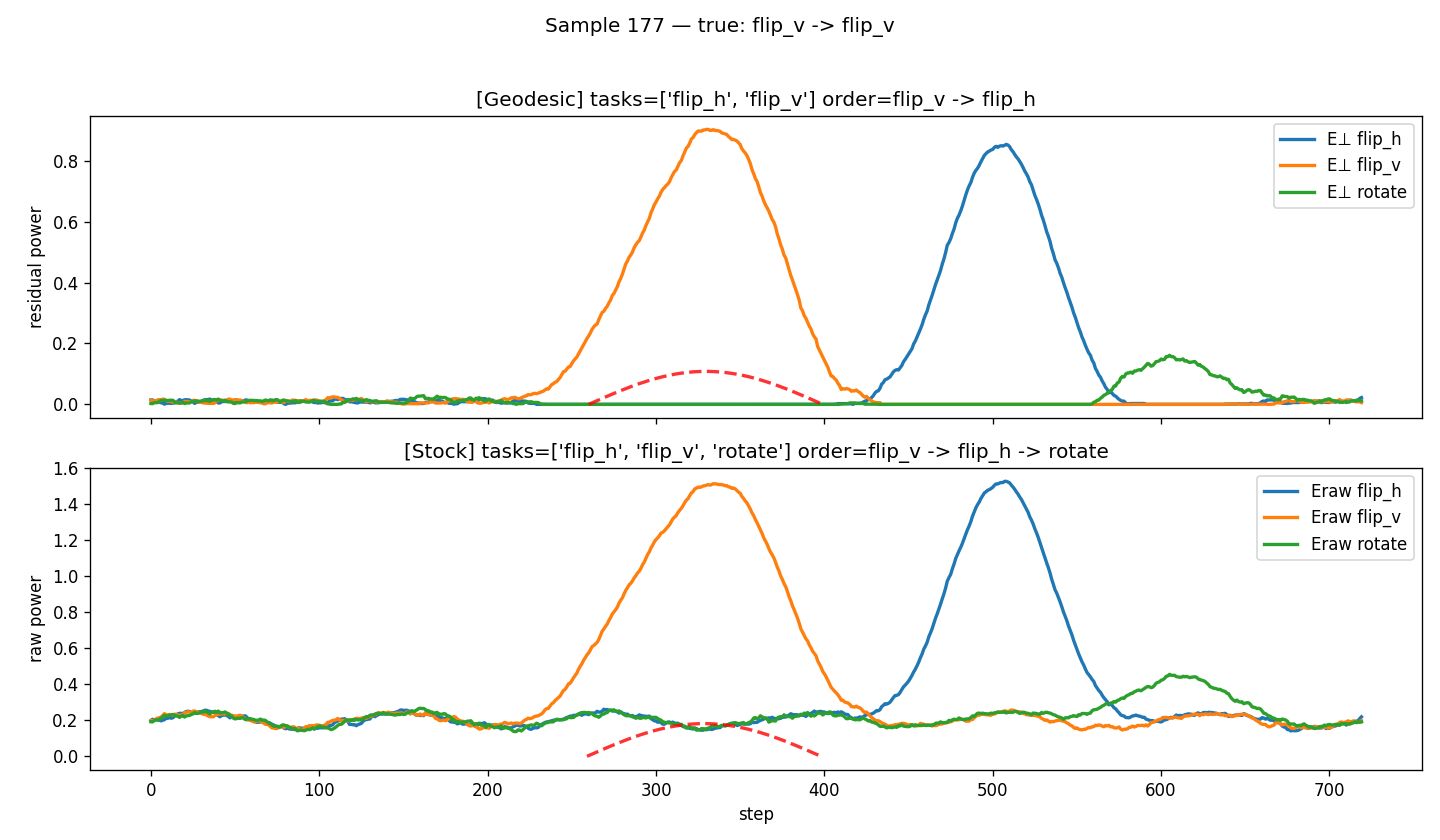 Sample 177 — true: flip_v -> flip_v
[Geodesic] tasks=['flip_h', 'flip_v'] order=flip_v -> flip_h
residual power
0.8
0.6
0.4
0.2
0.0
E⊥ flip_h
E⊥ flip_v
E⊥ rotate
[Stock] tasks=['flip_h', 'flip_v', 'rotate'] order=flip_v -> flip_h -> rotate
raw power
1.6
1.4
1.2
1.0
0.8
0.6
0.4
0.2
0.0
Eraw flip_h
Eraw flip_v
Eraw rotate
0 100 200 300 400 500 600 700
step